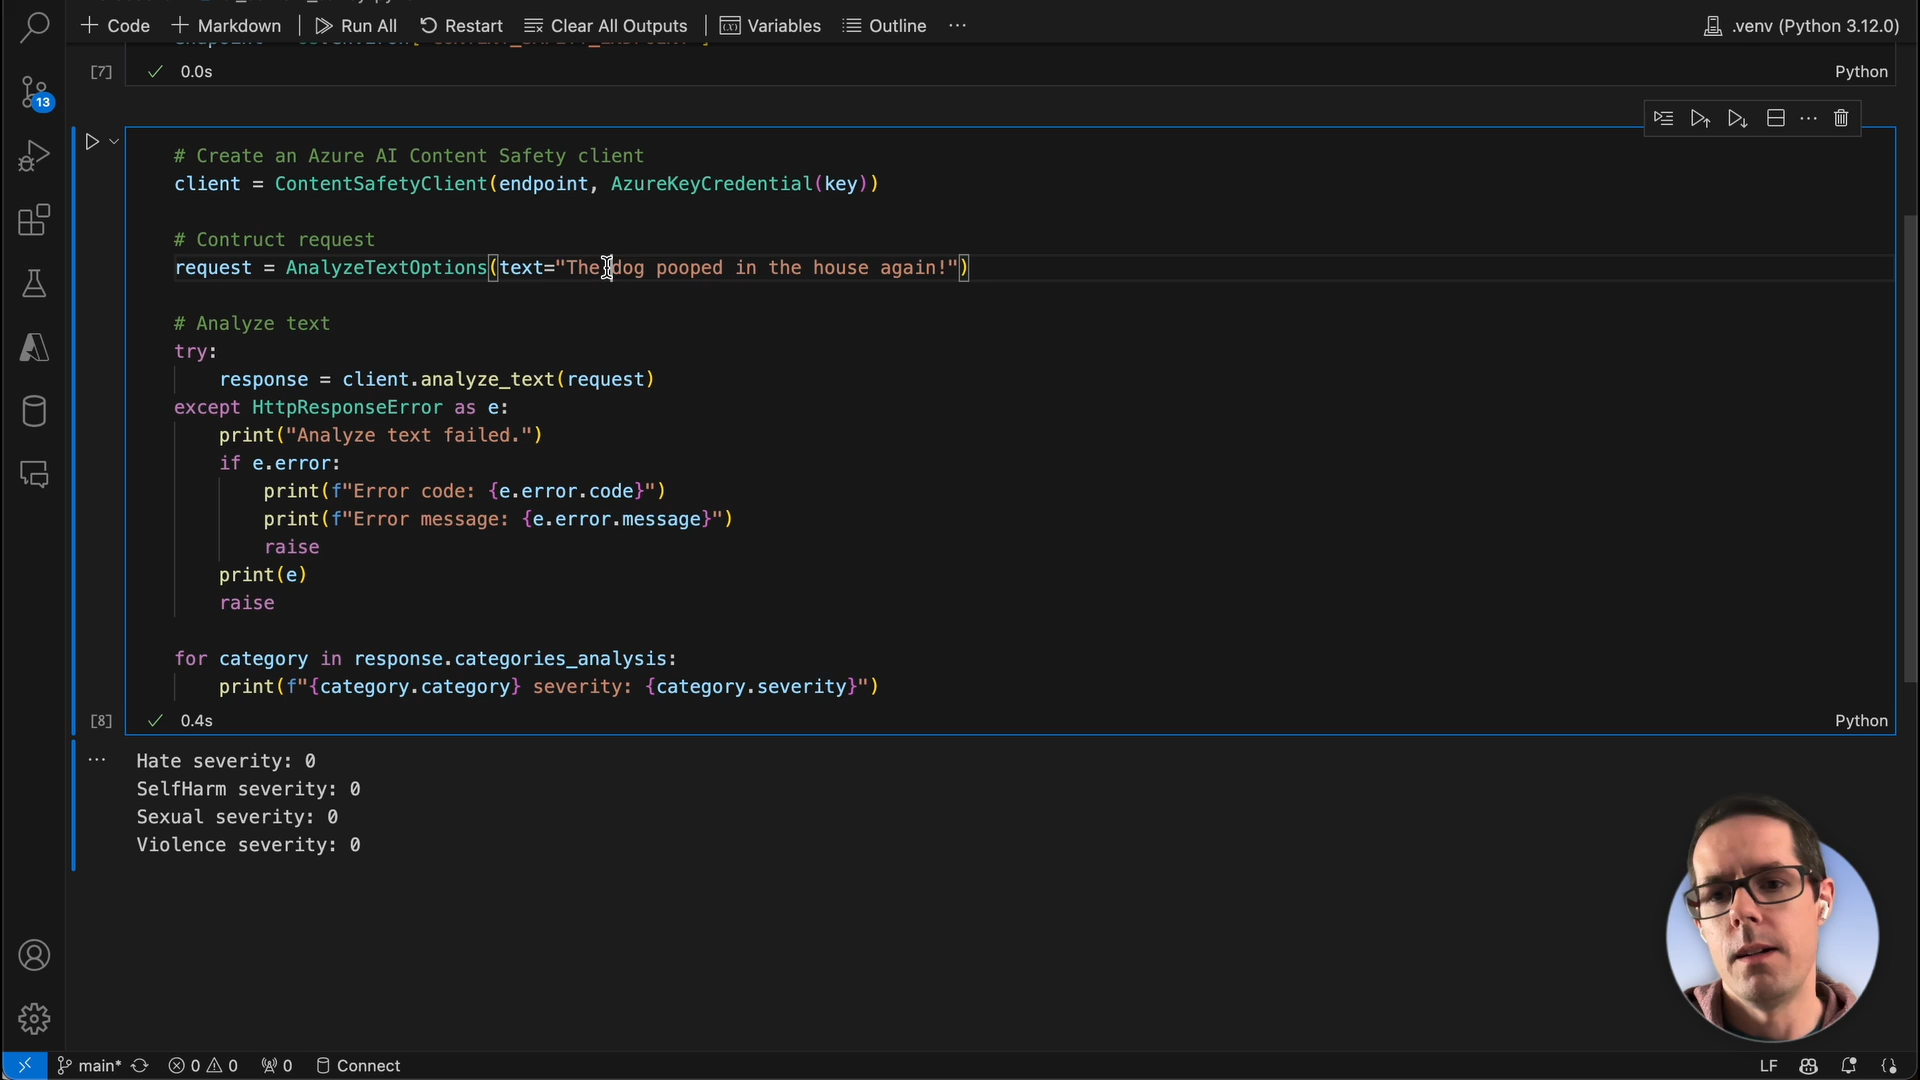 + Code + Markdown Run All Restart Clear All Outputs Variables Outline ... .venv (Python 3.12.0)
[7] 0.0s Python
# Create an Azure AI Content Safety client
client = ContentSafetyClient(endpoint, AzureKeyCredential(key))
# Contruct request
request = AnalyzeTextOptions(text="The dog pooped in the house again!")
# Analyze text
try:
response = client.analyze_text(request)
except HttpResponseError as e:
print("Analyze text failed.")
if e.error:
print(f"Error code: {e.error.code}")
print(f"Error message: {e.error.message}")
raise
print(e)
raise
for category in response.categories_analysis:
print(f"{category.category} severity: {category.severity}")
[8] 0.4s Python
... Hate severity: 0
SelfHarm severity: 0
Sexual severity: 0
Violence severity: 0
13
main* 0 0 0 Connect LF